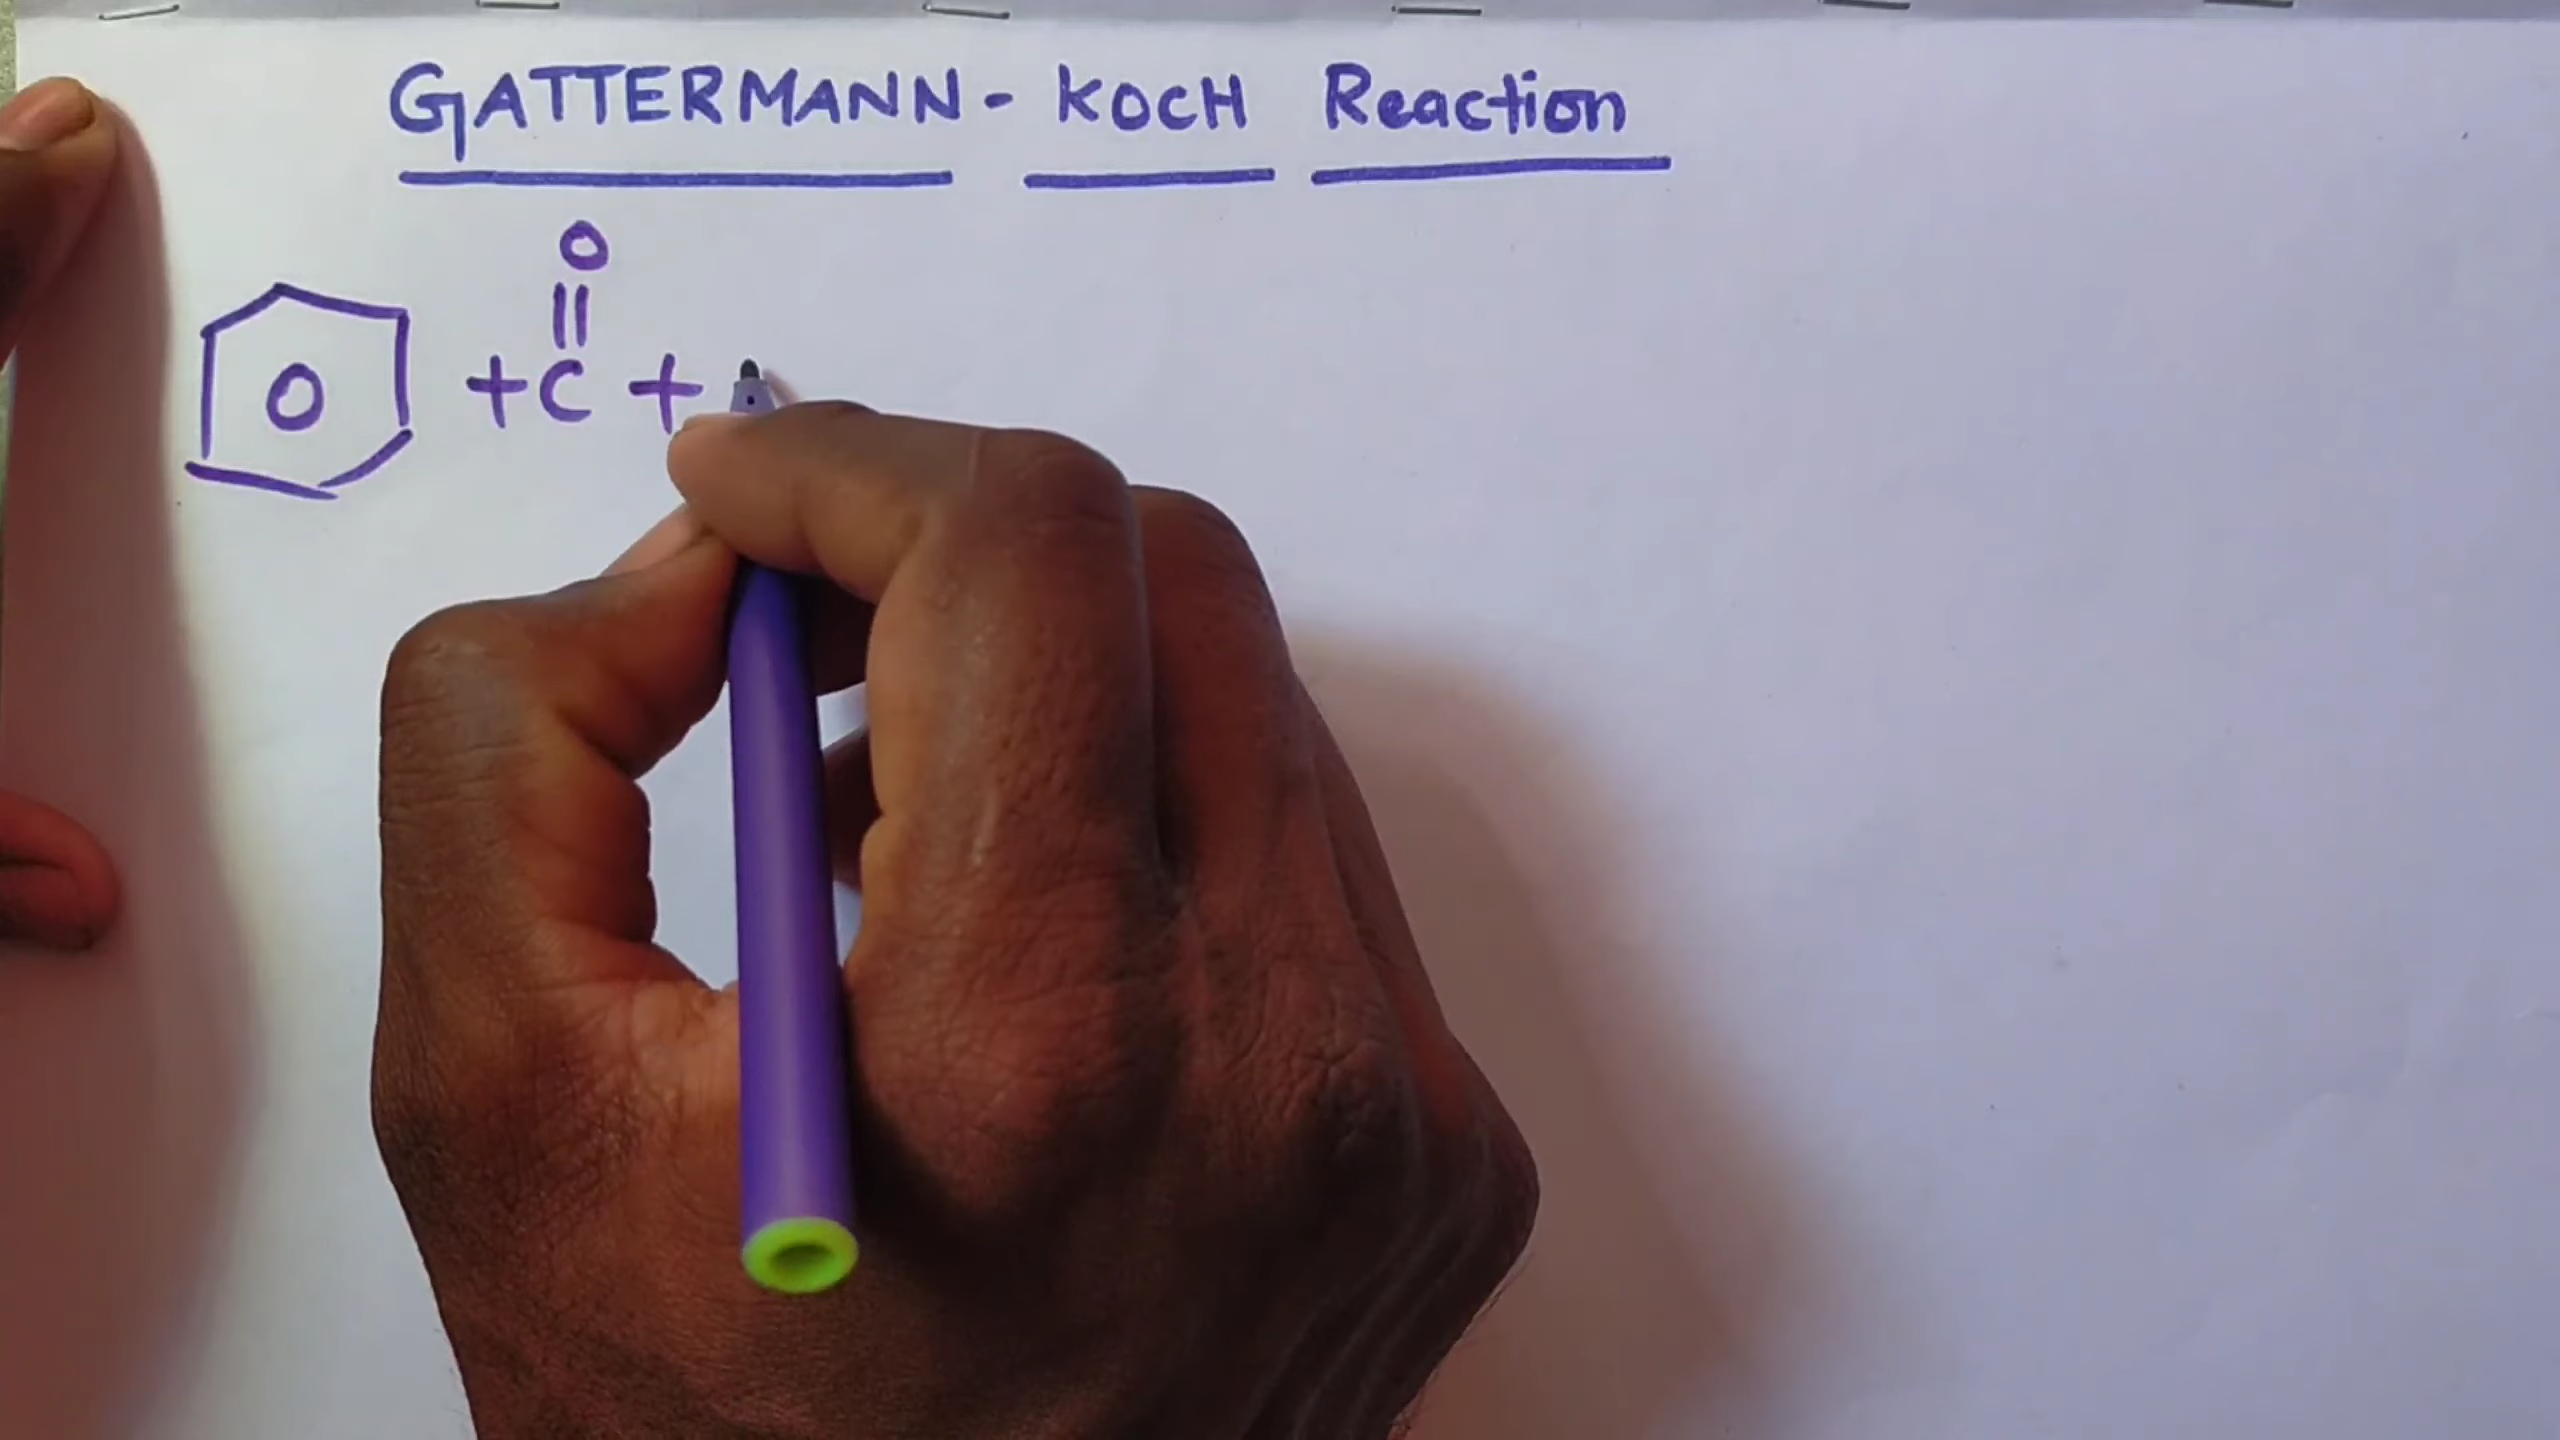 GATTERMANN - KOCH Reaction
O
||
O + C +